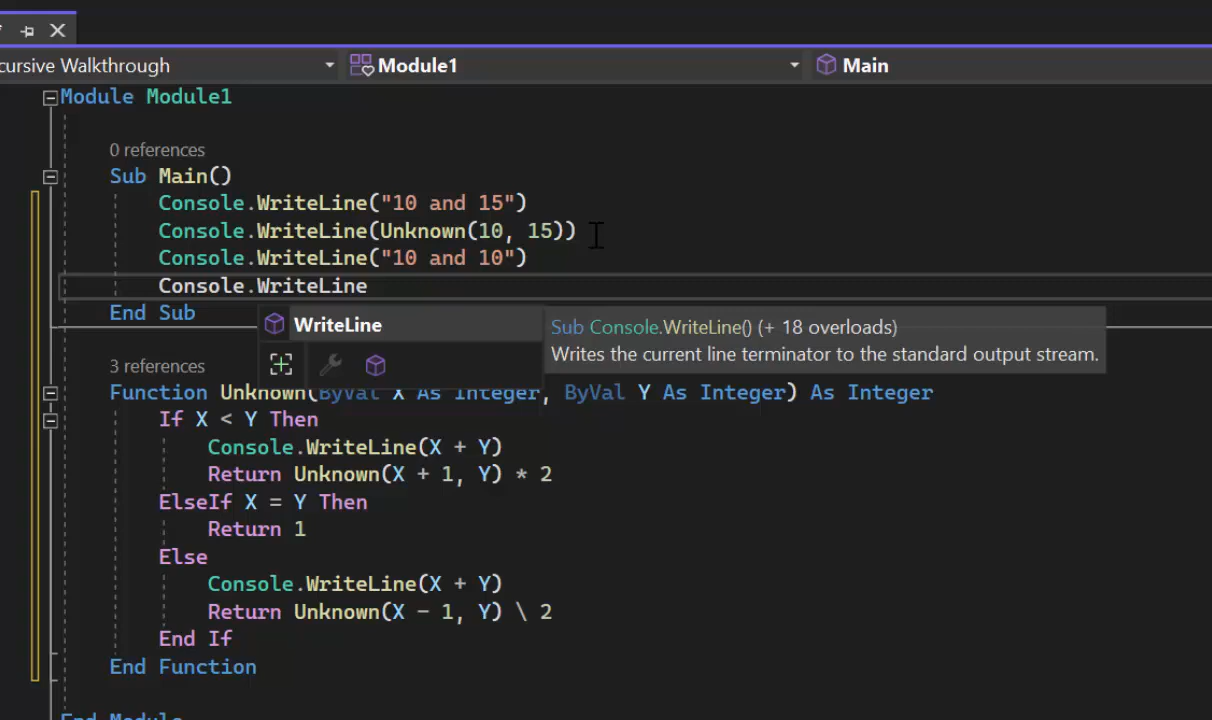 cursive Walkthrough Module1 Main
Module Module1
0 references
Sub Main()
Console.WriteLine("10 and 15")
Console.WriteLine(Unknown(10, 15))
Console.WriteLine("10 and 10")
Console.WriteLine
End Sub
WriteLine
Sub Console.WriteLine() (+ 18 overloads)
Writes the current line terminator to the standard output stream.
3 references
Function Unknown(ByVal X As Integer, ByVal Y As Integer) As Integer
If X < Y Then
Console.WriteLine(X + Y)
Return Unknown(X + 1, Y) * 2
ElseIf X = Y Then
Return 1
Else
Console.WriteLine(X + Y)
Return Unknown(X - 1, Y) \ 2
End If
End Function
End Module